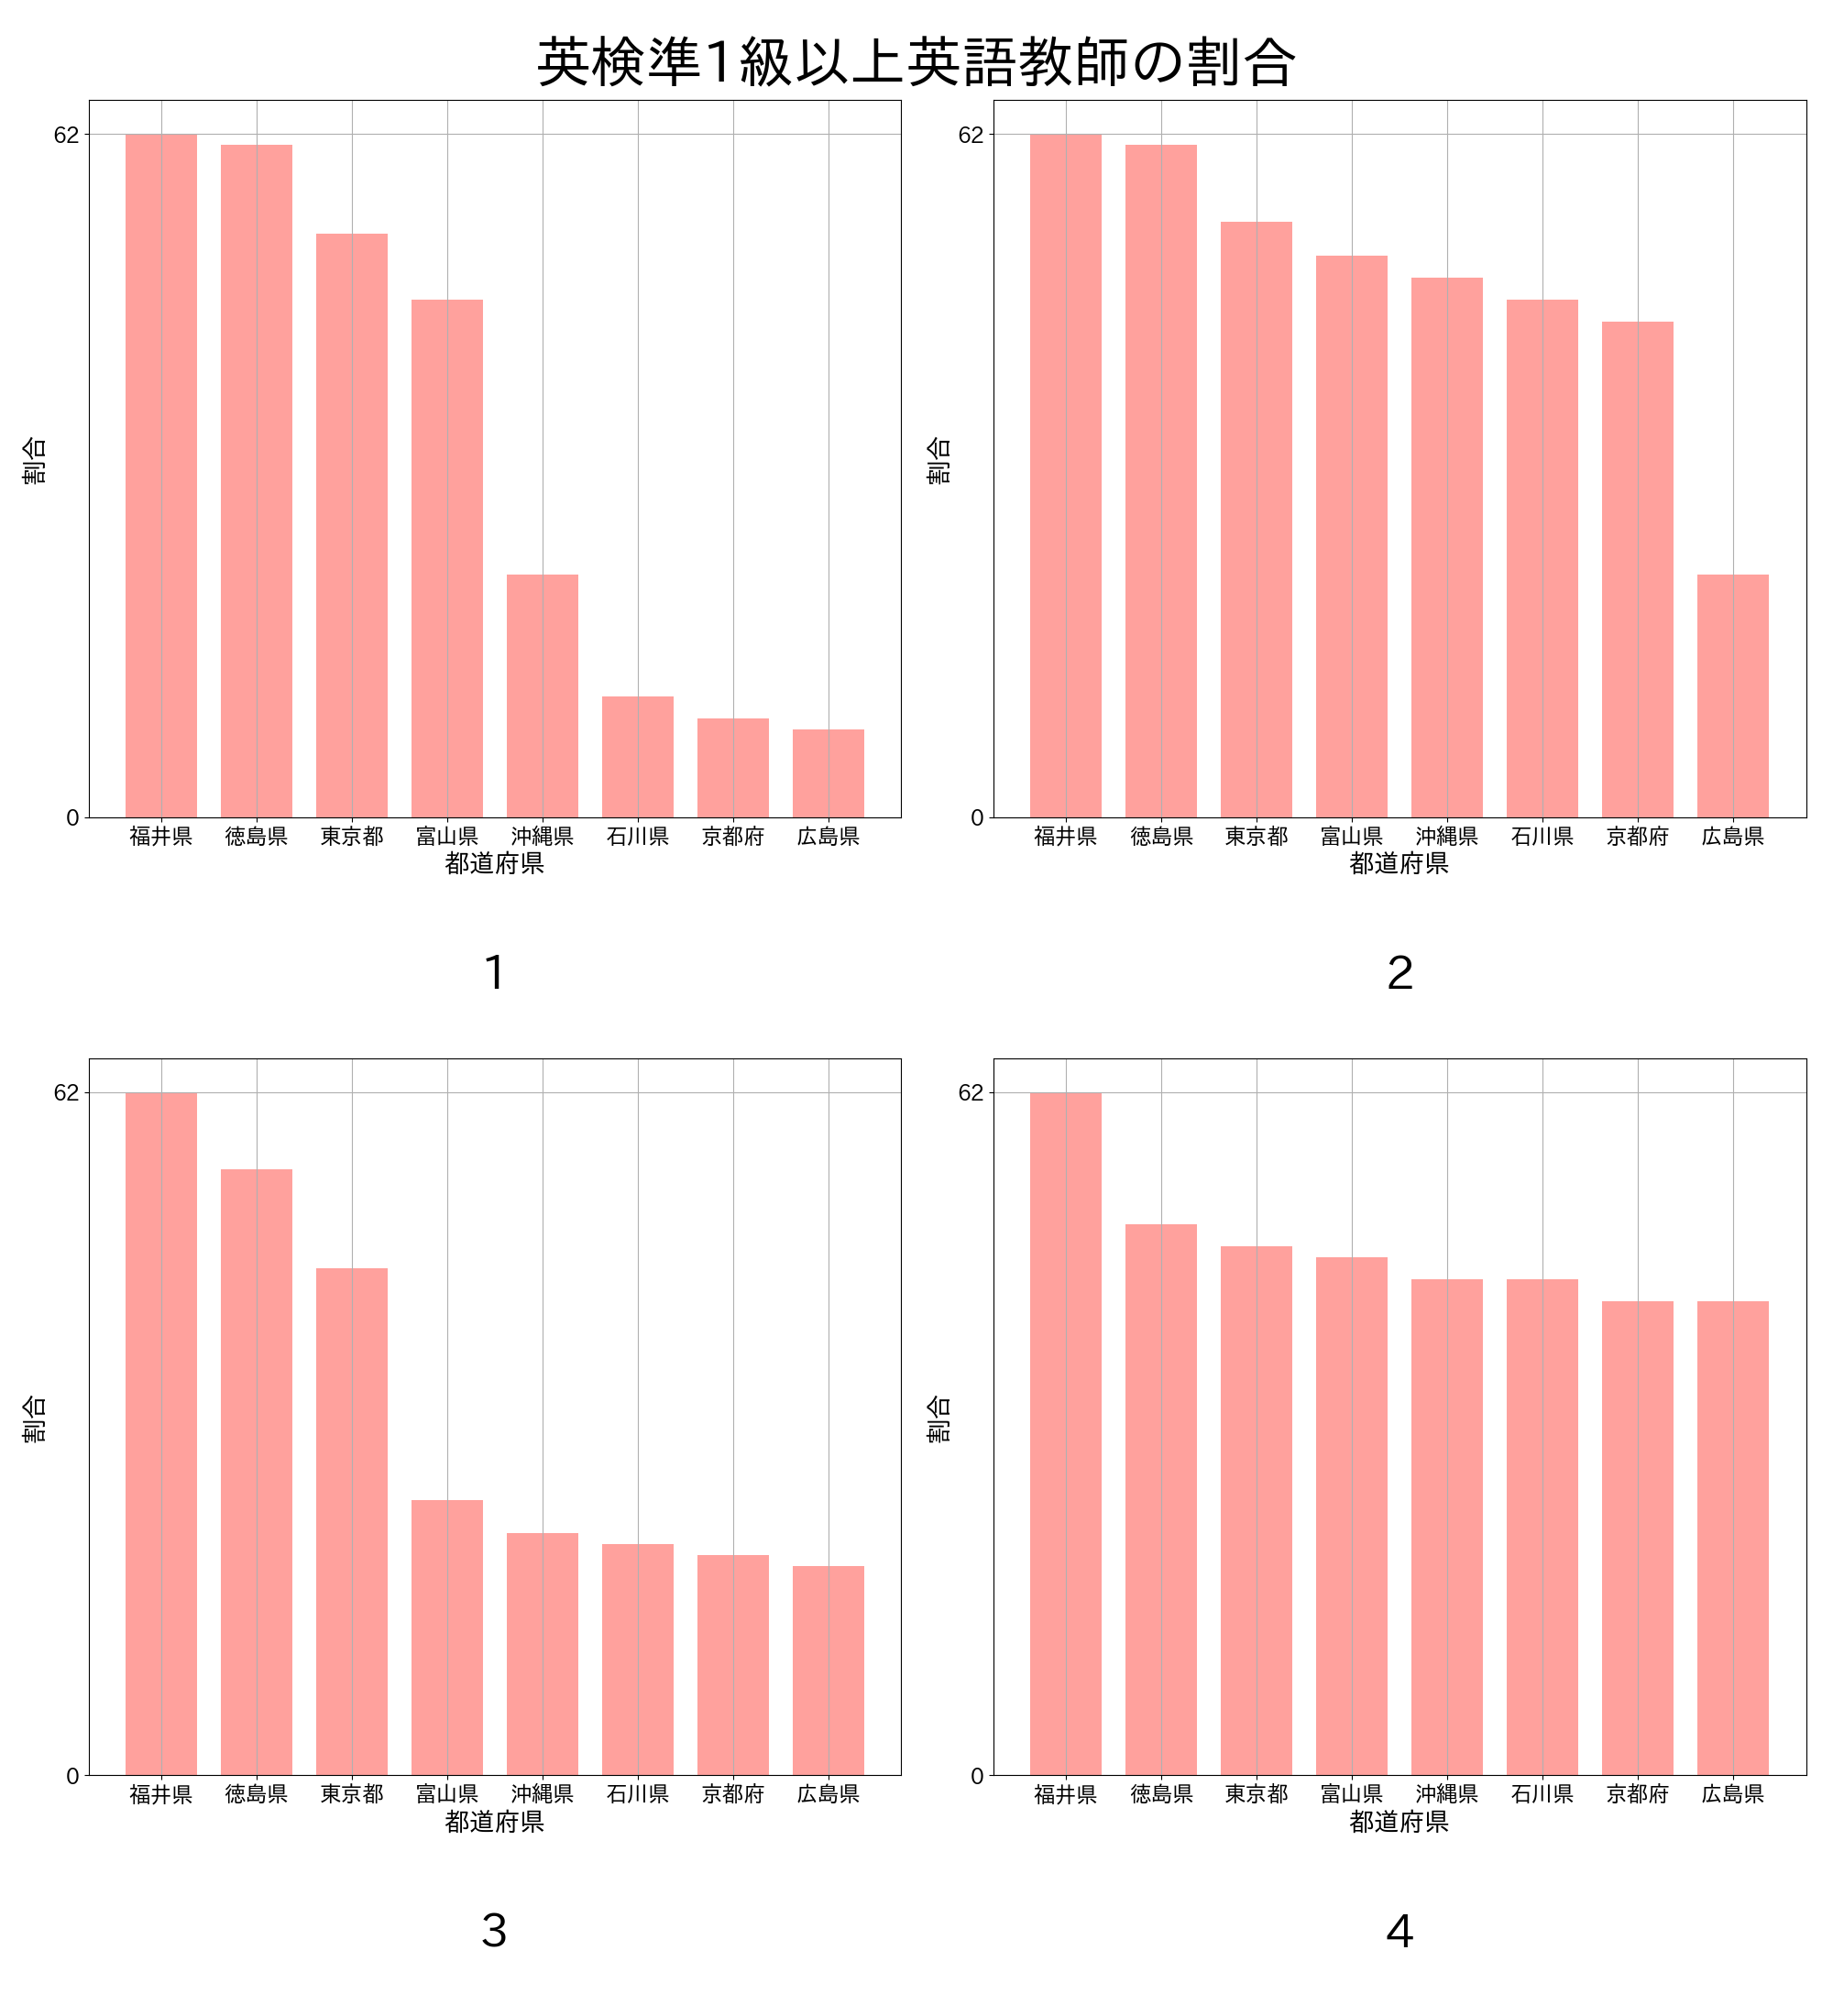 英検準1級以上英語教師の割合
62
0
割合
福井県 徳島県 東京都 富山県 沖縄県 石川県 京都府 広島県
都道府県
1
62
0
割合
福井県 徳島県 東京都 富山県 沖縄県 石川県 京都府 広島県
都道府県
2
62
0
割合
福井県 徳島県 東京都 富山県 沖縄県 石川県 京都府 広島県
都道府県
3
62
0
割合
福井県 徳島県 東京都 富山県 沖縄県 石川県 京都府 広島県
都道府県
4